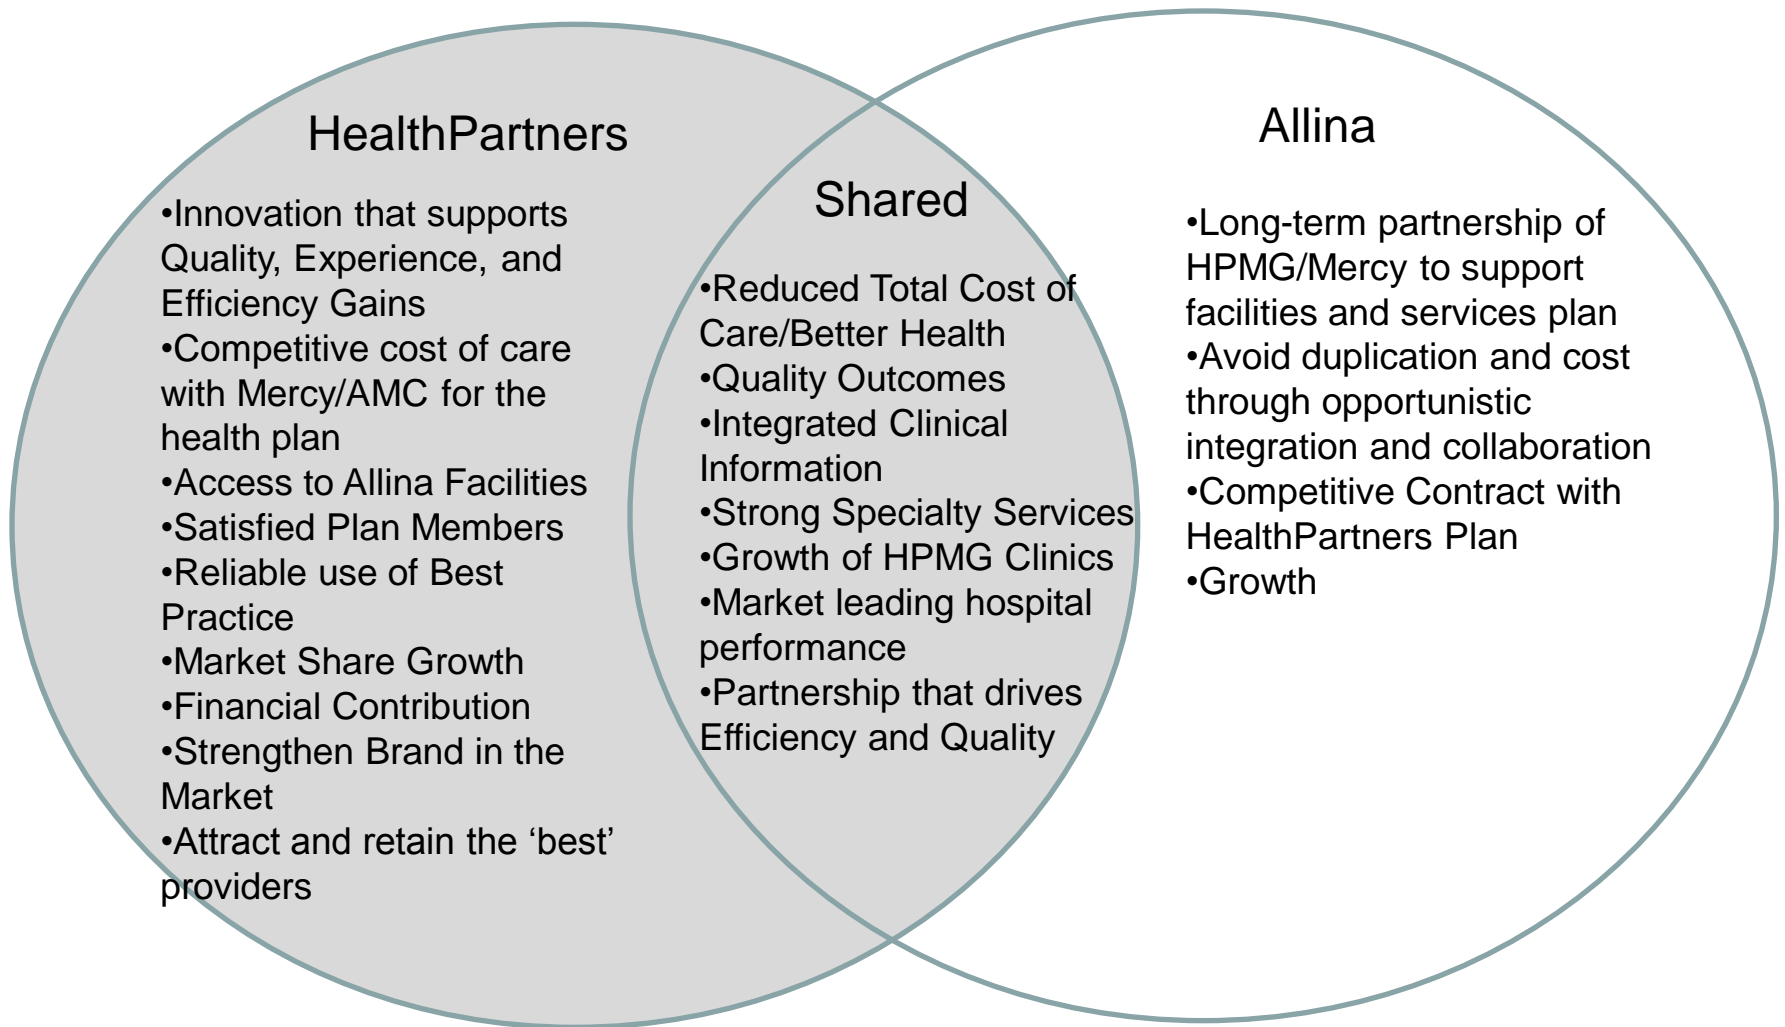 HealthPartners
•Innovation that supports
Quality, Experience, and
Efficiency Gains
•Competitive cost of care
with Mercy/AMC for the
health plan
•Access to Allina Facilities
•Satisfied Plan Members
•Reliable use of Best
Practice
•Market Share Growth
•Financial Contribution
•Strengthen Brand in the
Market
•Attract and retain the ‘best’
providers
Shared
•Reduced Total Cost of
Care/Better Health
•Quality Outcomes
•Integrated Clinical
Information
•Strong Specialty Services
•Growth of HPMG Clinics
•Market leading hospital
performance
•Partnership that drives
Efficiency and Quality
Allina
•Long-term partnership of
HPMG/Mercy to support
facilities and services plan
•Avoid duplication and cost
through opportunistic
integration and collaboration
•Competitive Contract with
HealthPartners Plan
•Growth